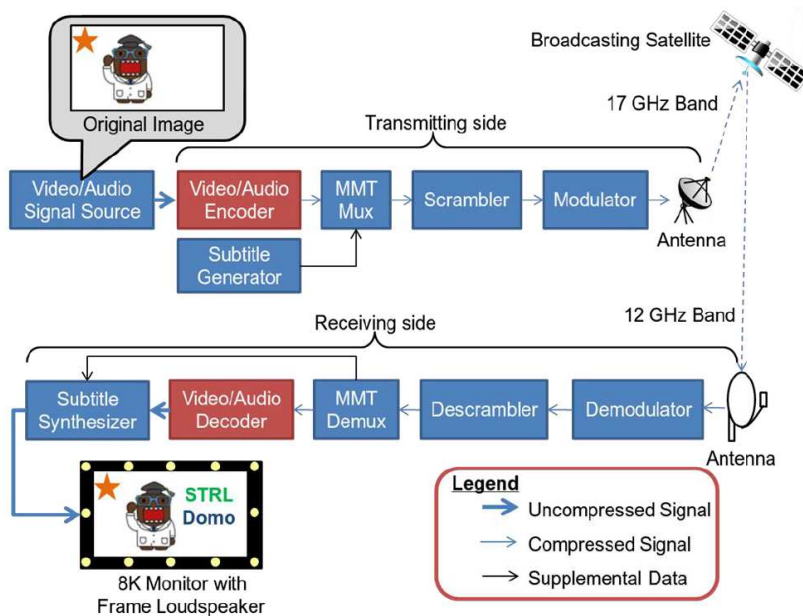 Broadcasting Satellite
17 GHz Band
Original Image
Transmitting side
Video/Audio
Signal Source
Video/Audio
Encoder
MMT
Mux
Scrambler
Modulator
Antenna
Subtitle
Generator
12 GHz Band
Receiving side
Subtitle
Synthesizer
Video/Audio
Decoder
MMT
Demux
Descrambler
Demodulator
Antenna
STRL
Domo
8K Monitor with
Frame Loudspeaker
Legend
Uncompressed Signal
Compressed Signal
Supplemental Data